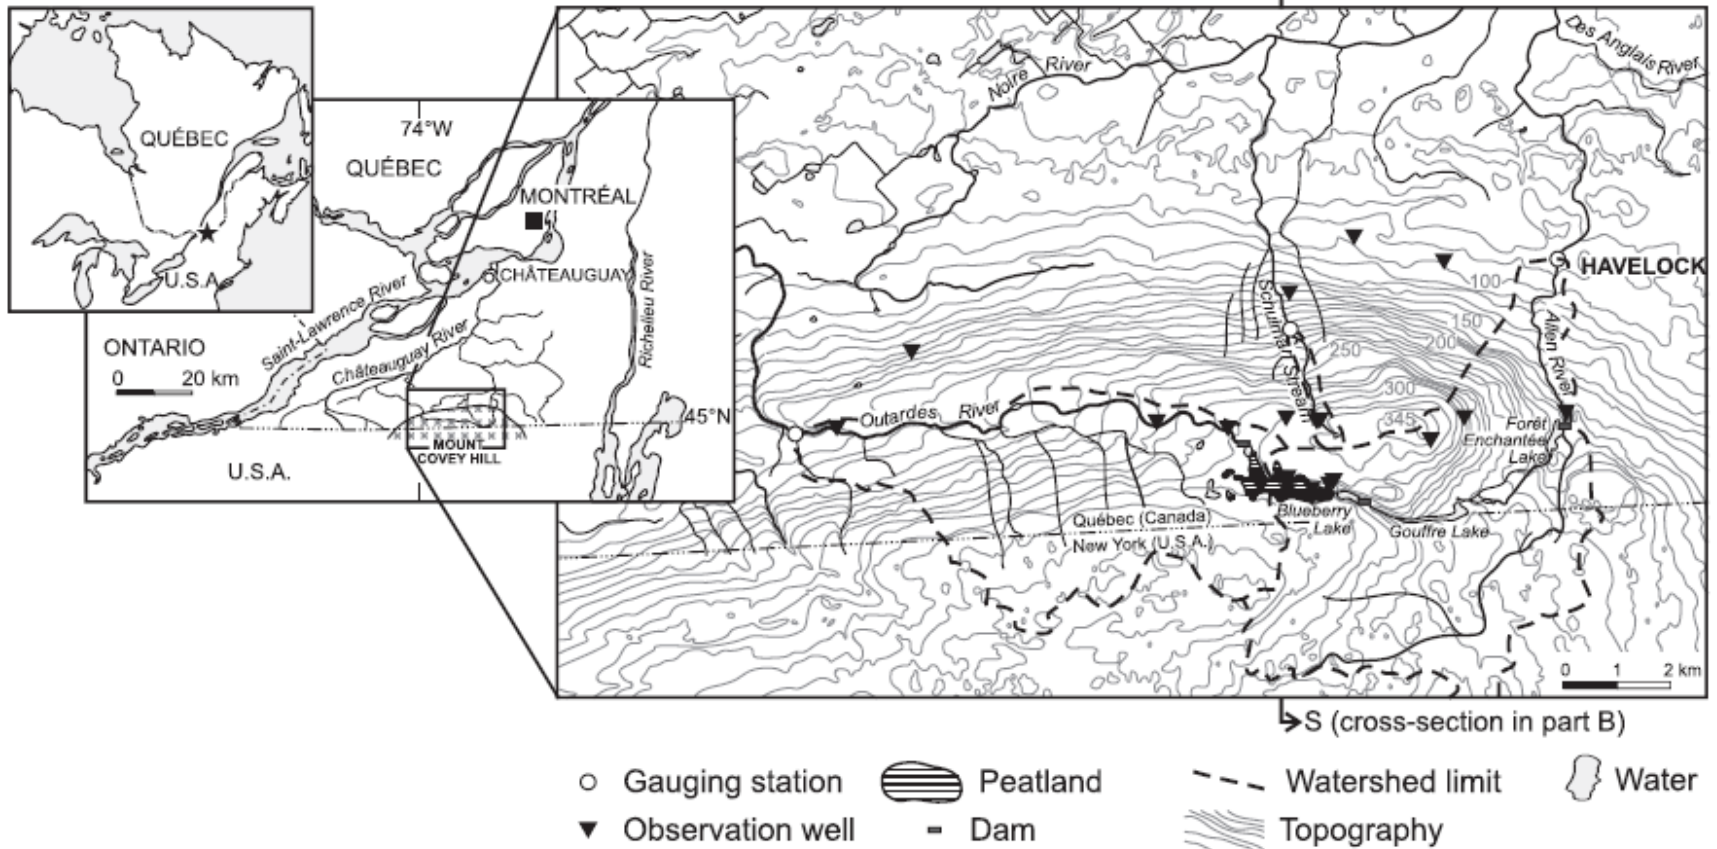 QUÉBEC
U.S.A.
74°W
QUÉBEC
MONTRÉAL
CHÂTEAUGUAY
Saint-Lawrence River
Châteauguay River
Richelieu River
ONTARIO
0 20 km
45°N
MOUNT
COVEY HILL
U.S.A.
Noire River
Des Anglais River
HAVELOCK
100
150
200
250
300
345
Schulman Stream
Allen River
Outardes River
Forêt
Enchantée
Lake
Blueberry
Lake
Gouffre Lake
Québec (Canada)
New York (U.S.A.)
0 1 2 km
S (cross-section in part B)
Gauging station
Peatland
Watershed limit
Water
Observation well
Dam
Topography